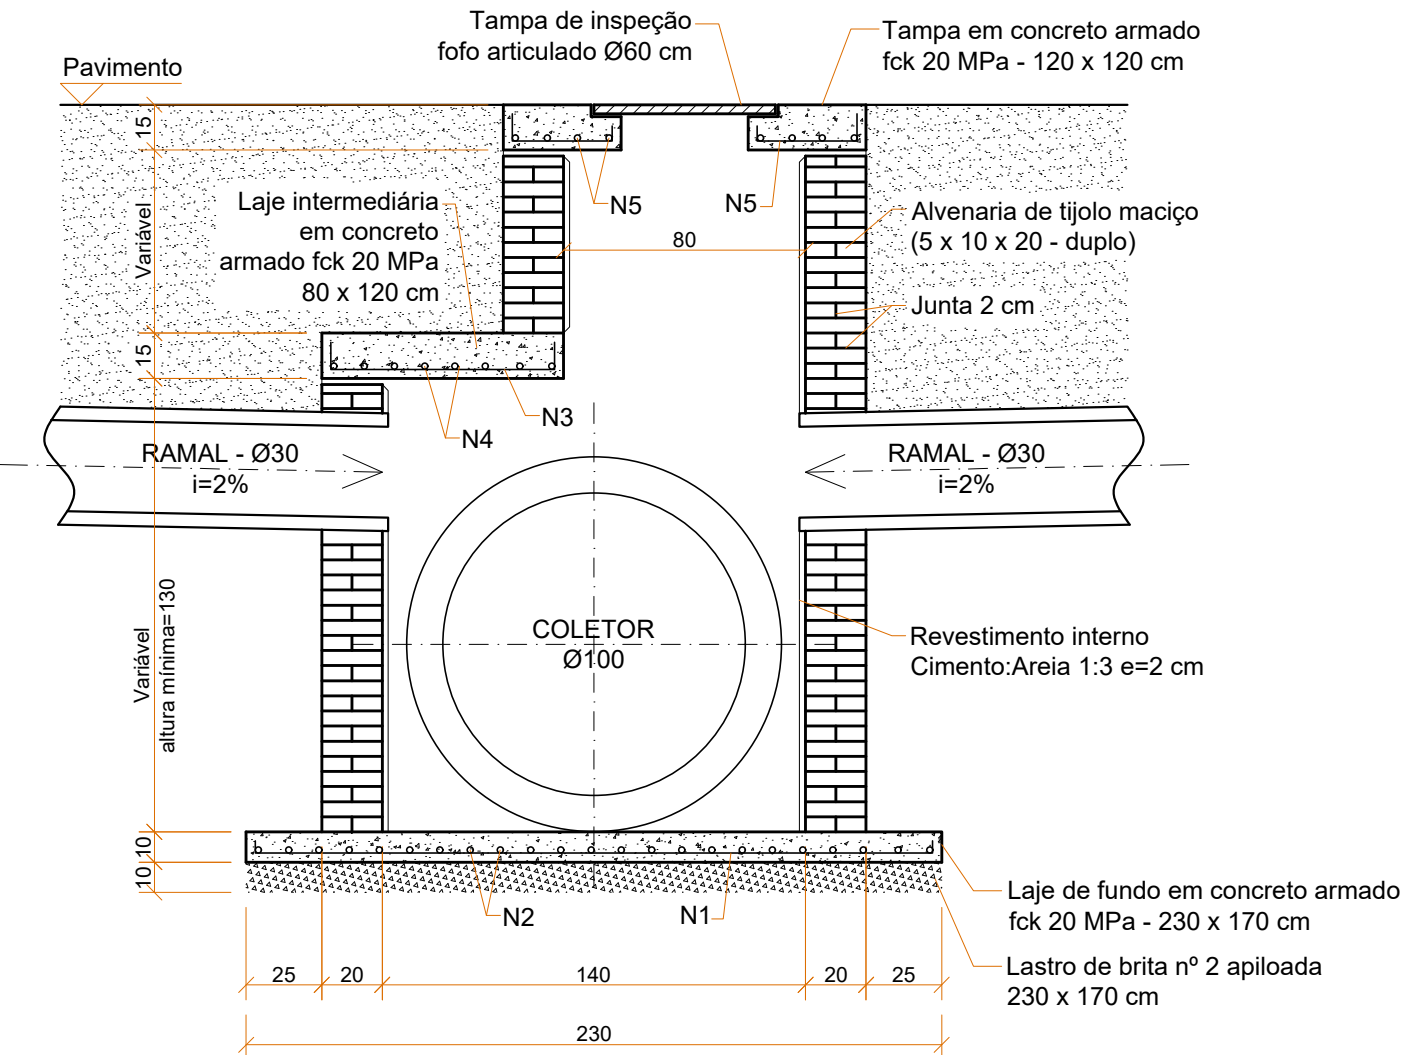 Tampa de inspeção
fofo articulado Ø60 cm
Tampa em concreto armado
fck 20 MPa - 120 x 120 cm
Pavimento
15
Variável
15
Variável
altura mínima=130
10
10
Laje intermediária
em concreto
armado fck 20 MPa
80 x 120 cm
N5
N5
80
Alvenaria de tijolo maciço
(5 x 10 x 20 - duplo)
Junta 2 cm
N3
N4
RAMAL - Ø30
i=2%
RAMAL - Ø30
i=2%
COLETOR
Ø100
Revestimento interno
Cimento:Areia 1:3 e=2 cm
N2
N1
Laje de fundo em concreto armado
fck 20 MPa - 230 x 170 cm
Lastro de brita nº 2 apiloada
230 x 170 cm
25
20
140
20
25
230